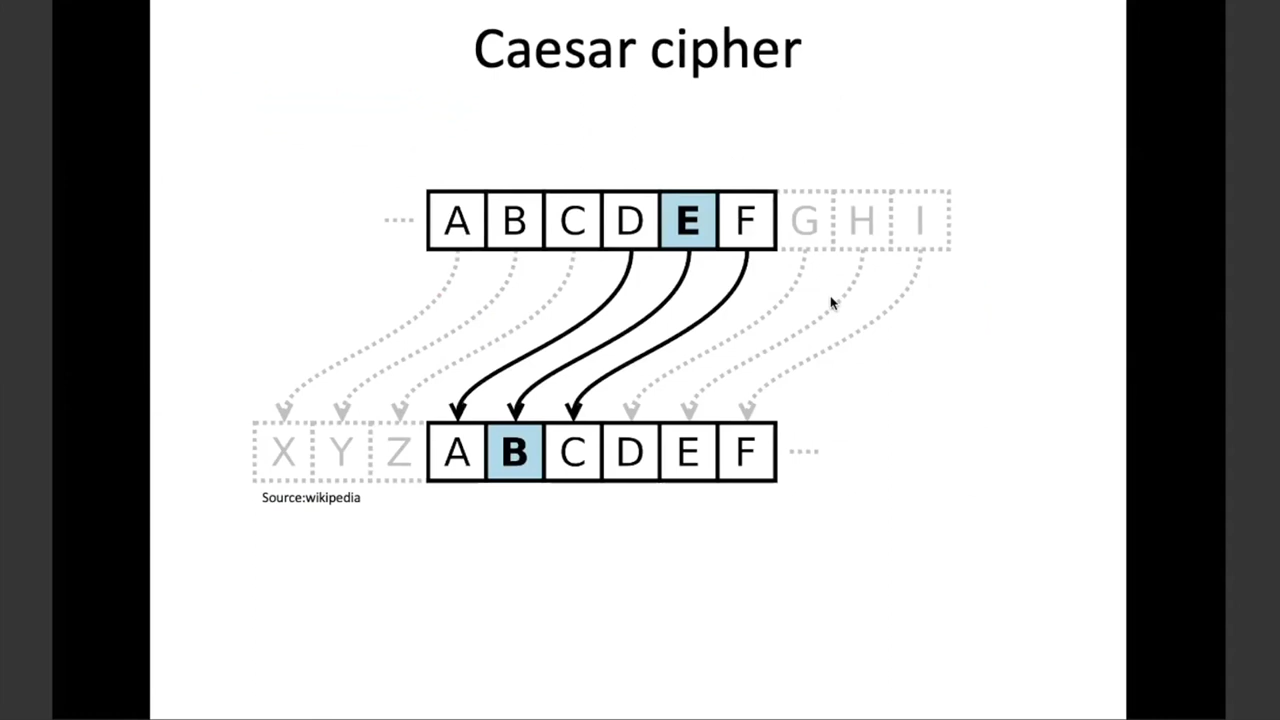 Caesar cipher
A B C D E F G H I
X Y Z A B C D E F
Source:wikipedia